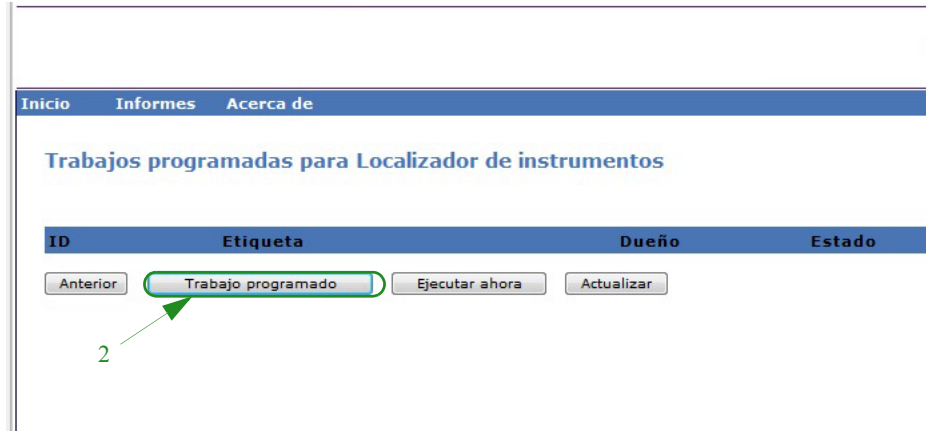 Inicio Informes Acerca de
Trabajos programadas para Localizador de instrumentos
ID Etiqueta Dueño Estado
Anterior Trabajo programado Ejecutar ahora Actualizar
2